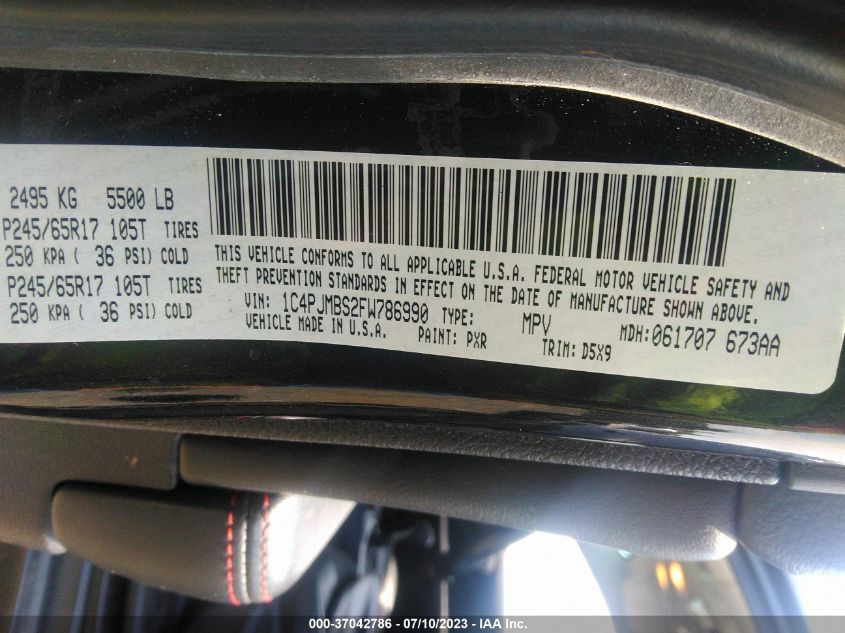 2495 KG 5500 LB
P245/65R17 105T TIRES
250 KPA ( 36 PSI) COLD
P245/65R17 105T TIRES
250 KPA ( 36 PSI) COLD
THIS VEHICLE CONFORMS TO ALL APPLICABLE U.S.A. FEDERAL MOTOR VEHICLE SAFETY AND
THEFT PREVENTION STANDARDS IN EFFECT ON THE DATE OF MANUFACTURE SHOWN ABOVE.
VIN: 1C4PJMBS2FW786990 TYPE: MPV MDH:061707 673AA
VEHICLE MADE IN U.S.A. PAINT: PXR TRIM: D5X9
000-37042786 - 07/10/2023 - IAA Inc.